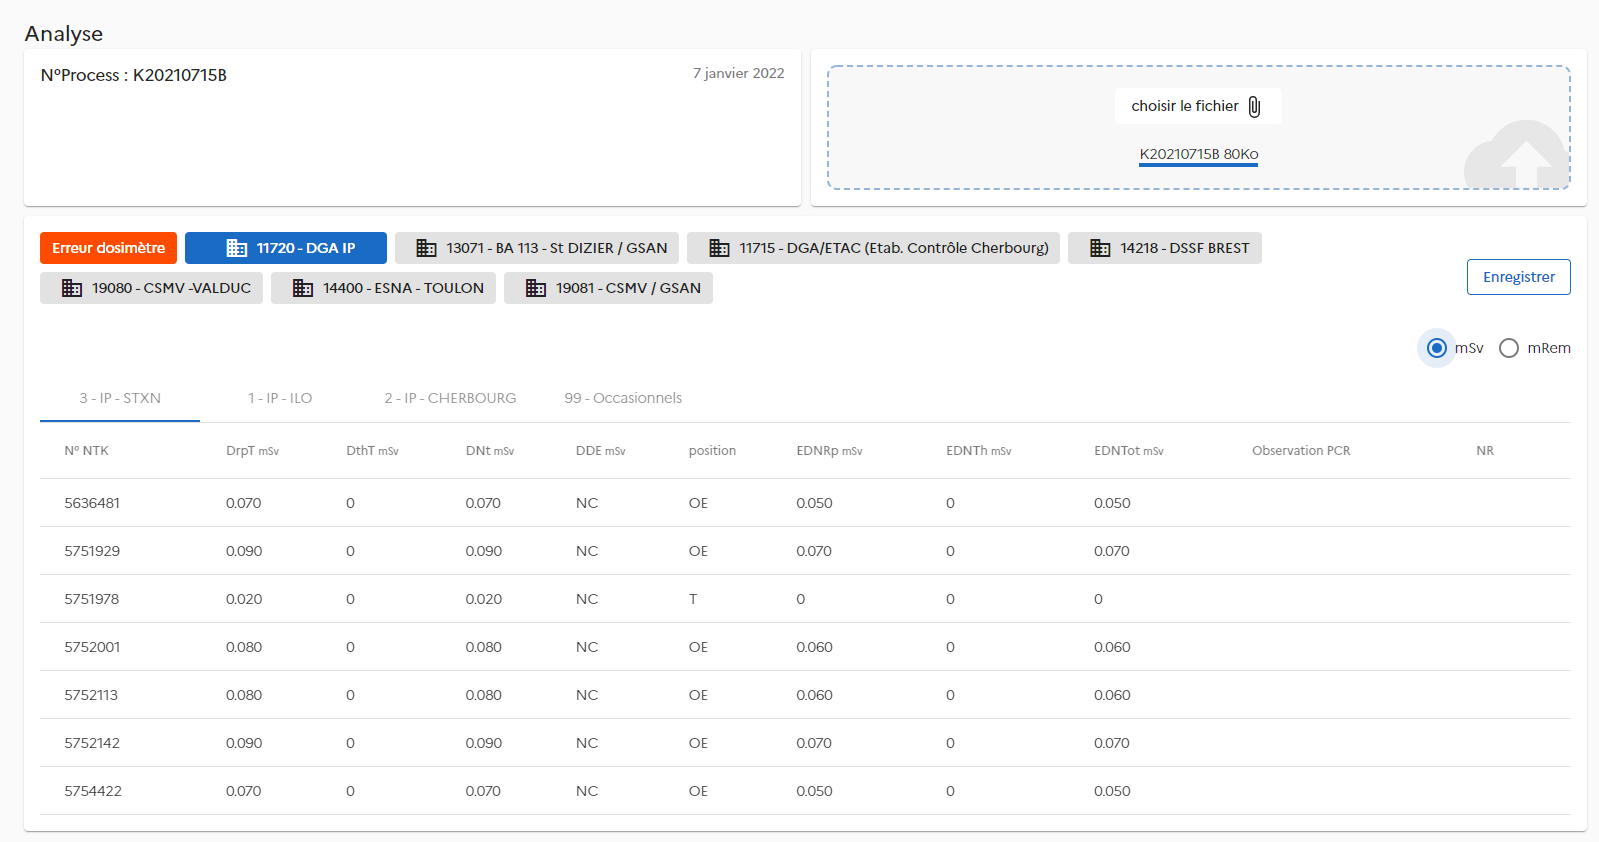 Analyse
N°Process : K20210715B
7 janvier 2022
choisir le fichier
K20210715B 80Ko
Erreur dosimètre
11720 - DGA IP
13071 - BA 113 - St DIZIER / GSAN
11715 - DGA/ETAC (Etab. Contrôle Cherbourg)
14218 - DSSF BREST
19080 - CSMV -VALDUC
14400 - ESNA - TOULON
19081 - CSMV / GSAN
Enregistrer
mSv mRem
3 - IP - STXN 1 - IP - ILO 2 - IP - CHERBOURG 99 - Occasionnels
N° NTK DrpT mSv DthT mSv DNt mSv DDE mSv position EDNRp mSv EDNTh mSv EDNTot mSv Observation PCR NR
5636481 0.070 0 0.070 NC OE 0.050 0 0.050
5751929 0.090 0 0.090 NC OE 0.070 0 0.070
5751978 0.020 0 0.020 NC T 0 0 0
5752001 0.080 0 0.080 NC OE 0.060 0 0.060
5752113 0.080 0 0.080 NC OE 0.060 0 0.060
5752142 0.090 0 0.090 NC OE 0.070 0 0.070
5754422 0.070 0 0.070 NC OE 0.050 0 0.050